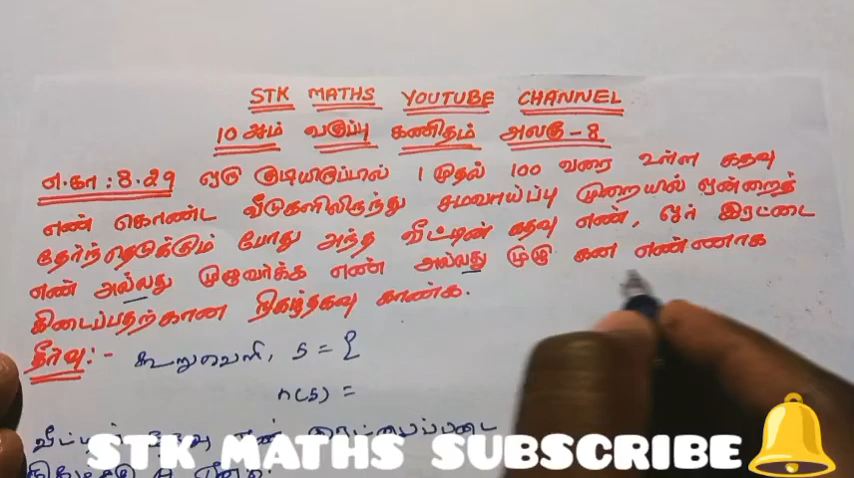 STK MATHS YOUTUBE CHANNEL
10 ஆம் வகுப்பு கணிதம் அலகு - 8
எ.கா : 8.29 ஒரு குடியிருப்பில் 1 முதல் 100 வரை உள்ள கதவு
எண் கொண்ட வீடுகளிலிருந்து சமவாய்ப்பு முறையில் ஒன்றைத்
தேர்ந்தெடுக்கும் போது அந்த வீட்டின் கதவு எண், ஓர் இரட்டை
எண் அல்லது முழுவர்க்க எண் அல்லது முழு கன எண்ணாக
கிடைப்பதற்கான நிகழ்தகவு காண்க.
தீர்வு:- கூறுவெளி, S = {
n(S) =
வீட்டின் எண்
STK MATHS SUBSCRIBE